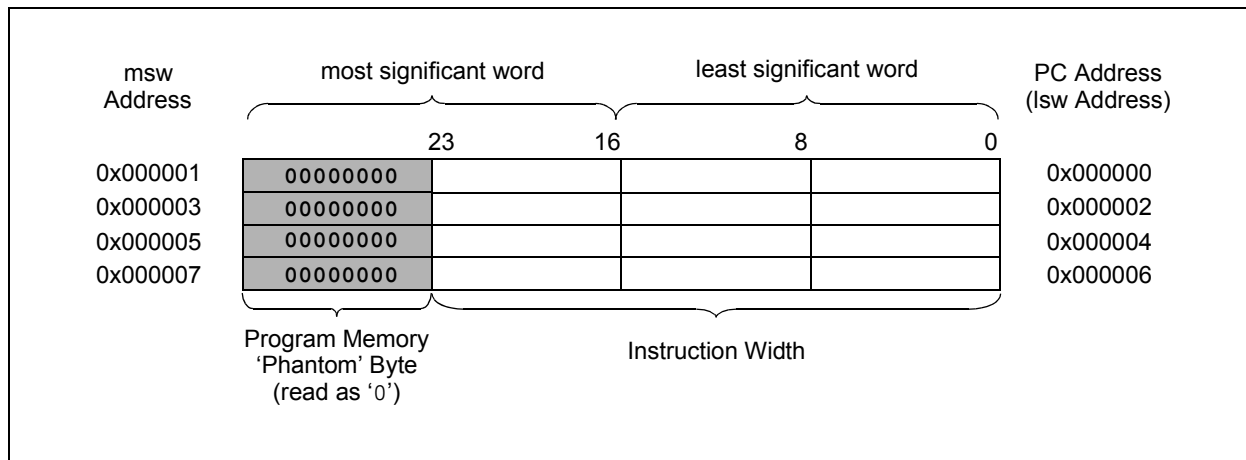 msw
Address
most significant word
least significant word
PC Address
(lsw Address)
23 16 8 0
0x000001 00000000 0x000000
0x000003 00000000 0x000002
0x000005 00000000 0x000004
0x000007 00000000 0x000006
Program Memory
‘Phantom’ Byte
(read as ‘0’)
Instruction Width